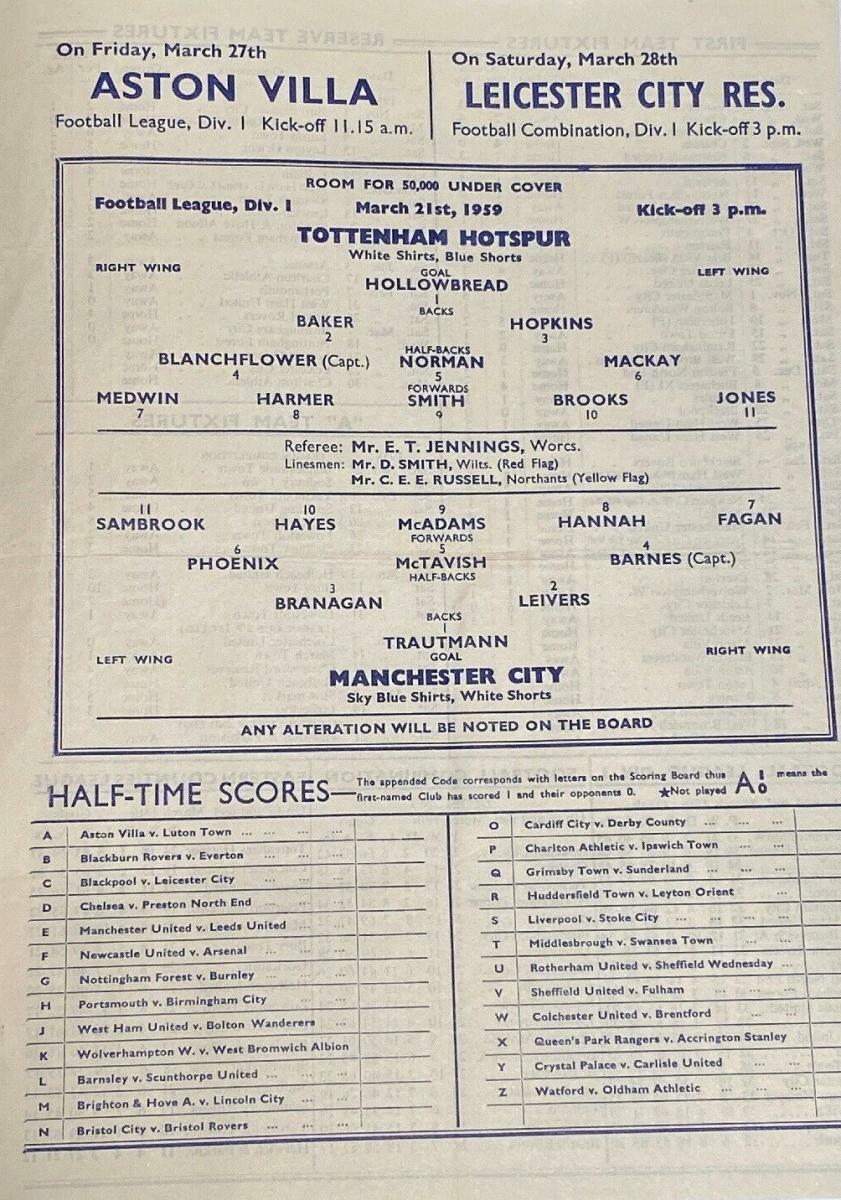 On Friday, March 27th
ASTON VILLA
Football League, Div. 1 Kick-off 11.15 a.m.
On Saturday, March 28th
LEICESTER CITY RES.
Football Combination, Div. 1 Kick-off 3 p.m.
ROOM FOR 50,000 UNDER COVER
Football League, Div. 1 March 21st, 1959 Kick-off 3 p.m.
TOTTENHAM HOTSPUR
White Shirts, Blue Shorts
RIGHT WING GOAL LEFT WING
HOLLOWBREAD
1
BACKS
BAKER HOPKINS
2 3
HALF-BACKS
BLANCHFLOWER (Capt.) NORMAN MACKAY
4 5 6
FORWARDS
MEDWIN HARMER SMITH BROOKS JONES
7 8 9 10 11
Referee: Mr. E. T. JENNINGS, Worcs.
Linesmen: Mr. D. SMITH, Wilts. (Red Flag)
Mr. C. E. E. RUSSELL, Northants (Yellow Flag)
11 10 9 8 7
SAMBROOK HAYES McADAMS HANNAH FAGAN
FORWARDS
6 5 4
PHOENIX McTAVISH BARNES (Capt.)
HALF-BACKS
3 2
BRANAGAN LEIVERS
BACKS
1
TRAUTMANN
LEFT WING GOAL RIGHT WING
MANCHESTER CITY
Sky Blue Shirts, White Shorts
ANY ALTERATION WILL BE NOTED ON THE BOARD
HALF-TIME SCORES—The appended Code corresponds with letters on the Scoring Board thus A 1 0 means the
first-named Club has scored 1 and their opponents 0. ★Not played
A Aston Villa v. Luton Town ... ... ...
B Blackburn Rovers v. Everton ... ...
C Blackpool v. Leicester City ... ...
D Chelsea v. Preston North End ... ...
E Manchester United v. Leeds United ...
F Newcastle United v. Arsenal ... ...
G Nottingham Forest v. Burnley ... ...
H Portsmouth v. Birmingham City ...
J West Ham United v. Bolton Wanderers ...
K Wolverhampton W. v. West Bromwich Albion
L Barnsley v. Scunthorpe United ... ... ...
M Brighton & Hove A. v. Lincoln City ...
N Bristol City v. Bristol Rovers ... ... ...
O Cardiff City v. Derby County ... ... ...
P Charlton Athletic v. Ipswich Town ... ...
Q Grimsby Town v. Sunderland ... ... ...
R Huddersfield Town v. Leyton Orient ...
S Liverpool v. Stoke City ... ... ... ...
T Middlesbrough v. Swansea Town ... ...
U Rotherham United v. Sheffield Wednesday ...
V Sheffield United v. Fulham ... ... ...
W Colchester United v. Brentford ... ...
X Queen's Park Rangers v. Accrington Stanley
Y Crystal Palace v. Carlisle United ... ...
Z Watford v. Oldham Athletic ... ... ...